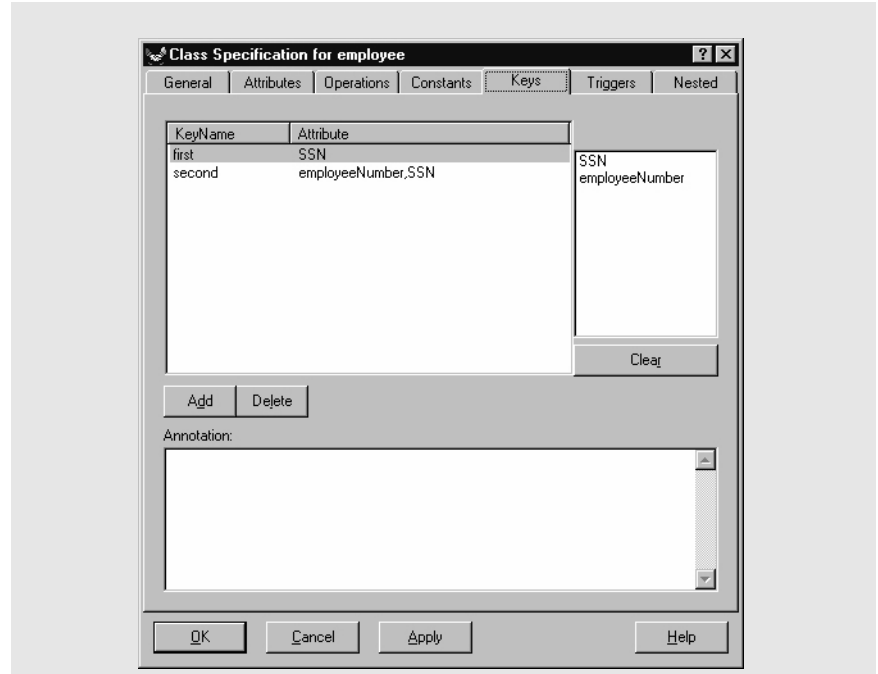 Class Specification for employee
General Attributes Operations Constants Keys Triggers Nested
KeyName Attribute
first SSN
second employeeNumber,SSN
SSN
employeeNumber
Clear
Add Delete
Annotation:
OK Cancel Apply Help